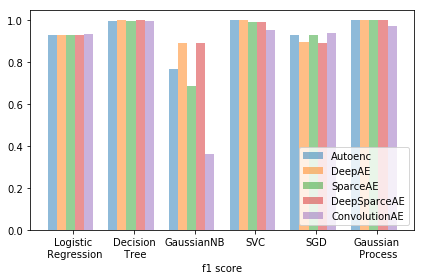 1.0
0.8
0.6
0.4
0.2
0.0
Autoenc
DeepAE
SparceAE
DeepSparceAE
ConvolutionAE
Logistic Decision GaussianNB SVC SGD Gaussian
Regression Tree Process
f1 score